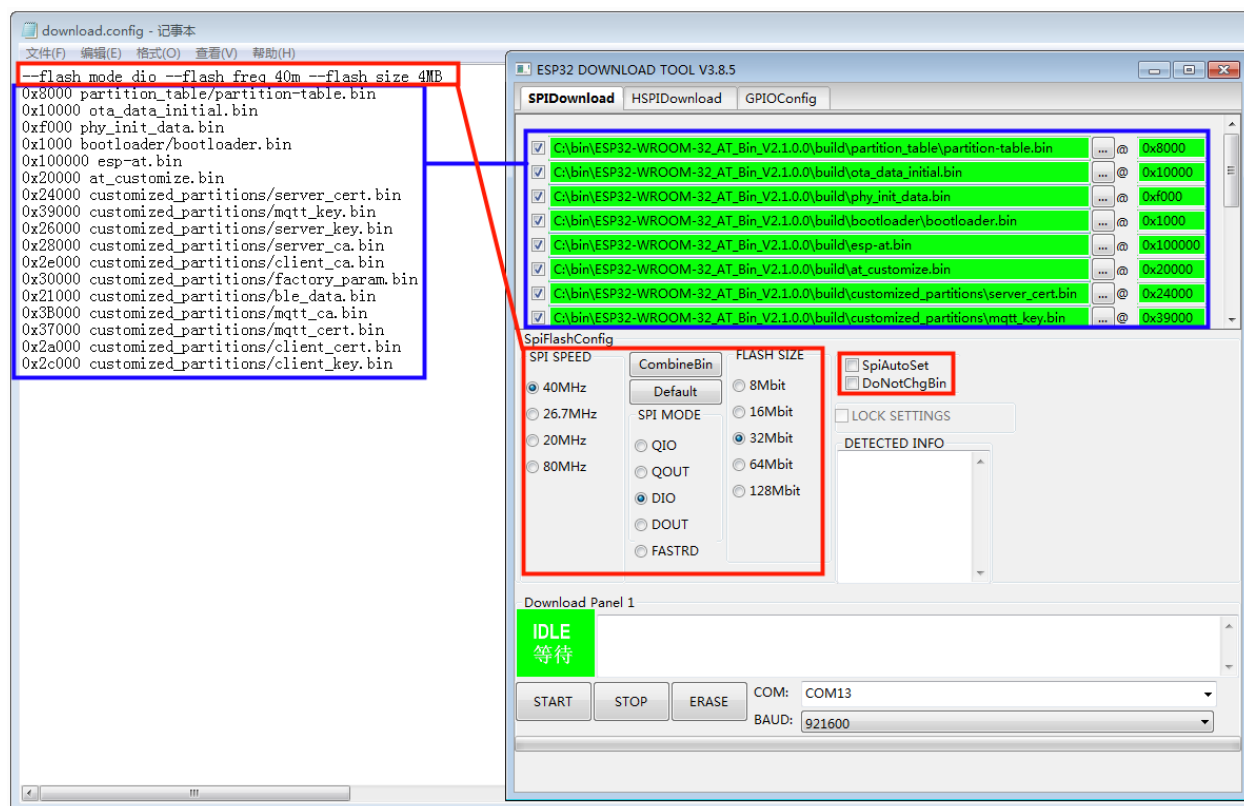 download.config - 记事本
文件(F) 编辑(E) 格式(O) 查看(V) 帮助(H)
--flash_mode dio --flash_freq 40m --flash_size 4MB
0x8000 partition_table/partition-table.bin
0x10000 ota_data_initial.bin
0xf000 phy_init_data.bin
0x1000 bootloader/bootloader.bin
0x100000 esp-at.bin
0x20000 at_customize.bin
0x24000 customized_partitions/server_cert.bin
0x39000 customized_partitions/mqtt_key.bin
0x26000 customized_partitions/server_key.bin
0x28000 customized_partitions/server_ca.bin
0x2e000 customized_partitions/client_ca.bin
0x30000 customized_partitions/factory_param.bin
0x21000 customized_partitions/ble_data.bin
0x3B000 customized_partitions/mqtt_ca.bin
0x37000 customized_partitions/mqtt_cert.bin
0x2a000 customized_partitions/client_cert.bin
0x2c000 customized_partitions/client_key.bin
ESP32 DOWNLOAD TOOL V3.8.5
SPIDownload HSPIDownload GPIOConfig
C:\bin\ESP32-WROOM-32_AT_Bin_V2.1.0.0\build\partition_table\partition-table.bin ... @ 0x8000
C:\bin\ESP32-WROOM-32_AT_Bin_V2.1.0.0\build\ota_data_initial.bin ... @ 0x10000
C:\bin\ESP32-WROOM-32_AT_Bin_V2.1.0.0\build\phy_init_data.bin ... @ 0xf000
C:\bin\ESP32-WROOM-32_AT_Bin_V2.1.0.0\build\bootloader\bootloader.bin ... @ 0x1000
C:\bin\ESP32-WROOM-32_AT_Bin_V2.1.0.0\build\esp-at.bin ... @ 0x100000
C:\bin\ESP32-WROOM-32_AT_Bin_V2.1.0.0\build\at_customize.bin ... @ 0x20000
C:\bin\ESP32-WROOM-32_AT_Bin_V2.1.0.0\build\customized_partitions\server_cert.bin ... @ 0x24000
C:\bin\ESP32-WROOM-32_AT_Bin_V2.1.0.0\build\customized_partitions\mqtt_key.bin ... @ 0x39000
SpiFlashConfig
SPI SPEED
40MHz
26.7MHz
20MHz
80MHz
CombineBin
Default
SPI MODE
QIO
QOUT
DIO
DOUT
FASTRD
FLASH SIZE
8Mbit
16Mbit
32Mbit
64Mbit
128Mbit
SpiAutoSet
DoNotChgBin
LOCK SETTINGS
DETECTED INFO
Download Panel 1
IDLE
等待
START STOP ERASE
COM: COM13
BAUD: 921600